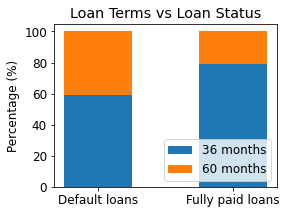 Loan Terms vs Loan Status
Percentage (%)
100
80
60
40
20
0
36 months
60 months
Default loans
Fully paid loans